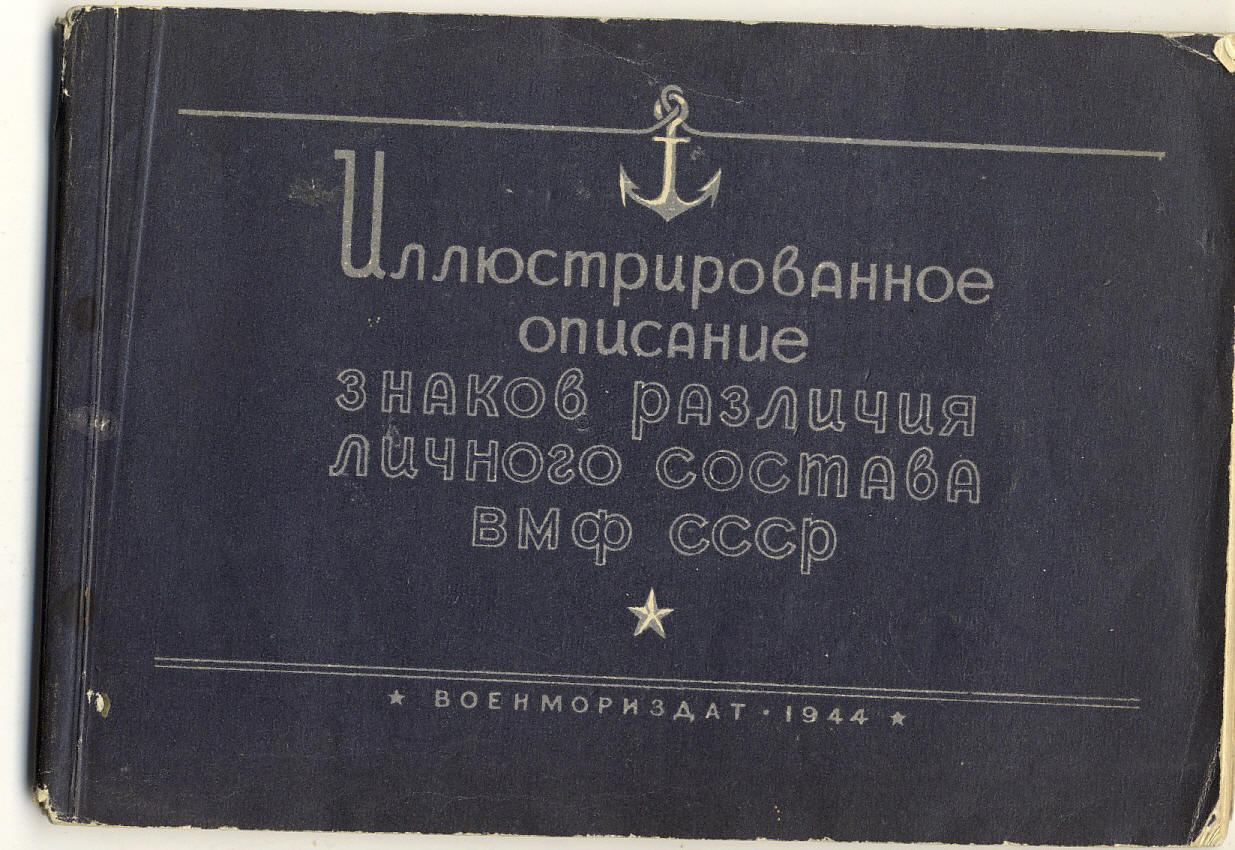 Иллюстрированное
описание
знаков различия
личного состава
ВМФ СССР
ВОЕНМОРИЗДАТ · 1944